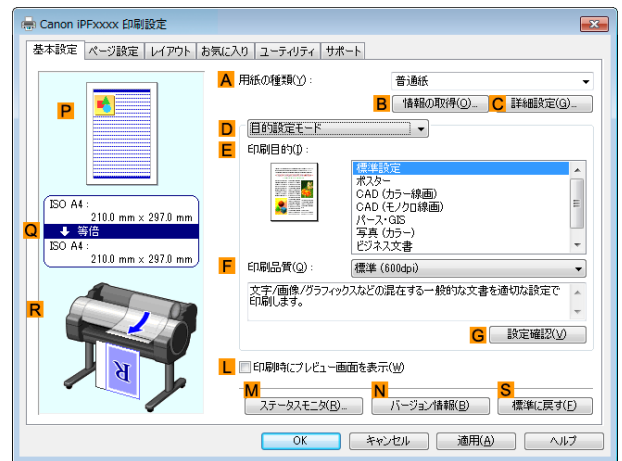 Canon iPFxxxx 印刷設定
基本設定 ページ設定 レイアウト お気に入り ユーティリティ サポート
A 用紙の種類(Y): 普通紙
B 情報の取得(O)... C 詳細設定(G)...
P
D 目的設定モード
E 印刷目的(I):
標準設定
ポスター
CAD (カラー線画)
CAD (モノクロ線画)
パース・GIS
写真 (カラー)
ビジネス文書
ISO A4:
210.0 mm x 297.0 mm
Q 等倍
ISO A4:
210.0 mm x 297.0 mm
F 印刷品質(Q): 標準 (600dpi)
文字/画像/グラフィックスなどの混在する一般的な文書を適切な設定で
印刷します。
R
R
G 設定確認(V)
L 印刷時にプレビュー画面を表示(W)
M N S
ステータスモニタ(R)... バージョン情報(B) 標準に戻す(F)
OK キャンセル 適用(A) ヘルプ